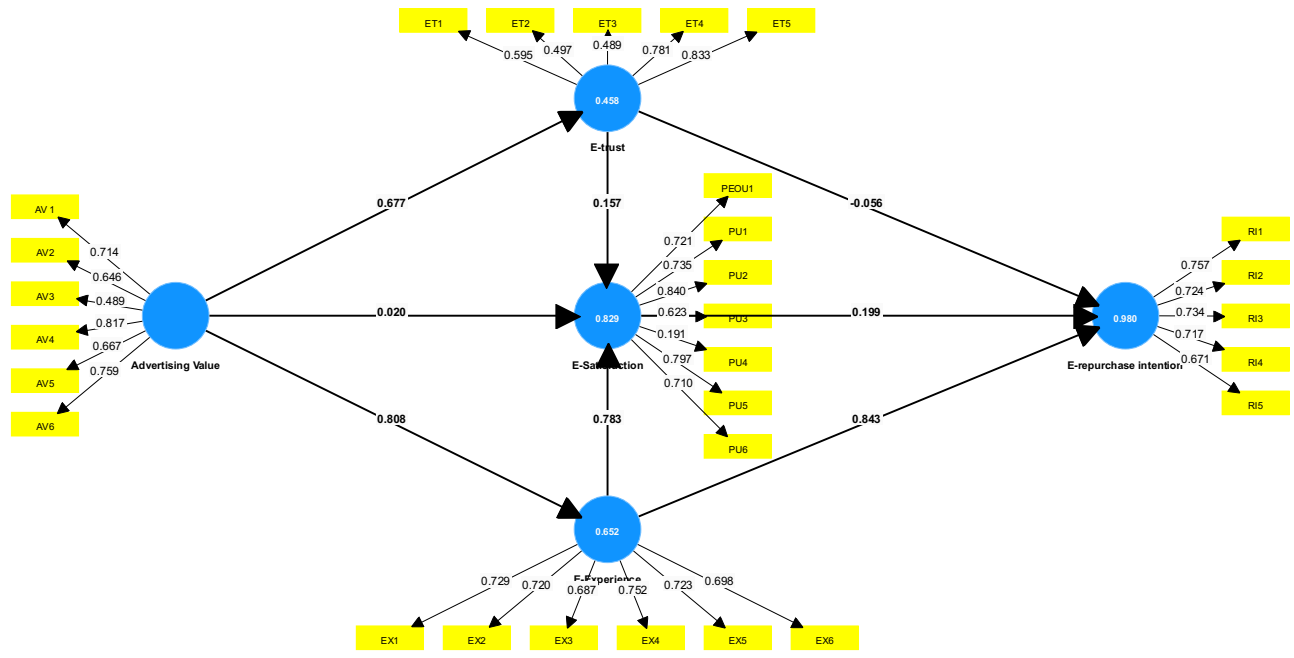 ET1 ET2 ET3 ET4 ET5
0.595 0.497 0.489 0.781 0.833
0.458
E-trust
0.677
0.157
-0.056
AV 1
AV2
AV3
AV4
AV5
AV6
0.714
0.646
0.489
0.817
0.667
0.759
Advertising Value
0.020
PEOU1
PU1
PU2
PU3
PU4
PU5
PU6
0.721
0.735
0.840
0.623
0.191
0.797
0.710
0.829
E-Satisfaction
0.199
0.980
E-repurchase intention
0.757
0.724
0.734
0.717
0.671
RI1
RI2
RI3
RI4
RI5
0.808
0.783
0.843
0.652
E-Experience
0.729 0.720 0.687 0.752 0.723 0.698
EX1 EX2 EX3 EX4 EX5 EX6